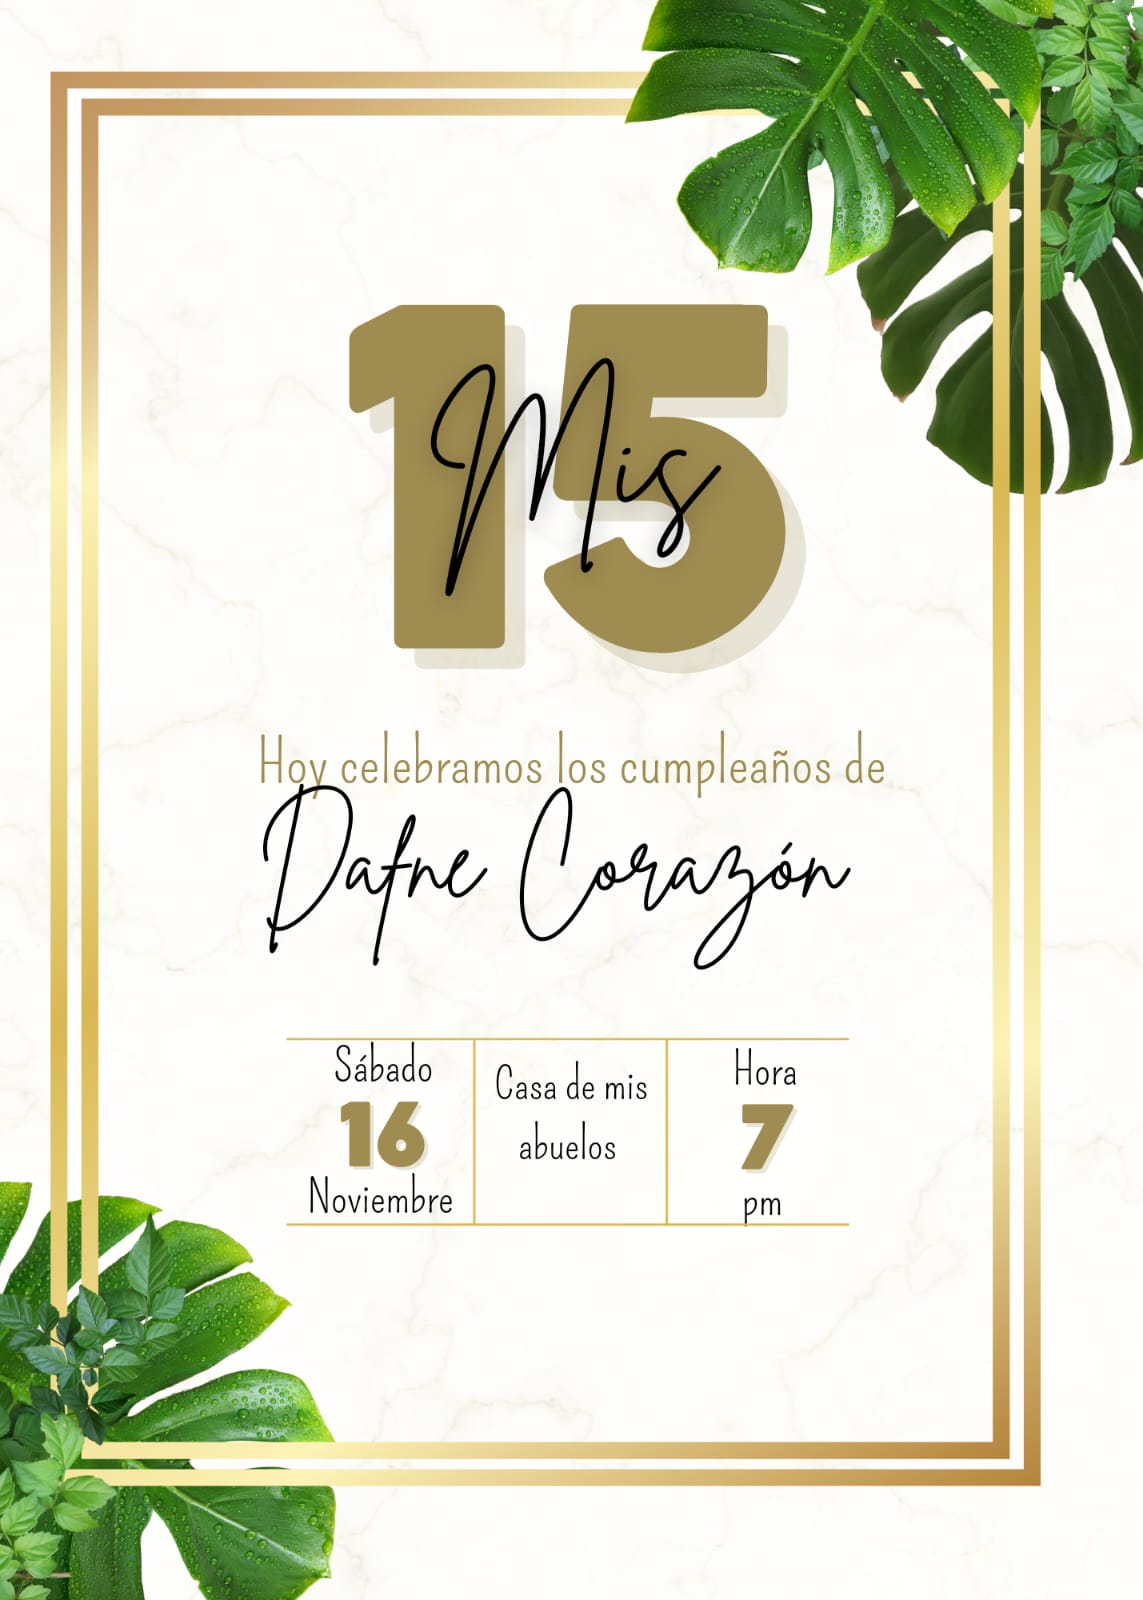 Mis
15
Hoy celebramos los cumpleaños de
Dafne Corazón
Sábado
16
Noviembre
Casa de mis
abuelos
Hora
7
pm